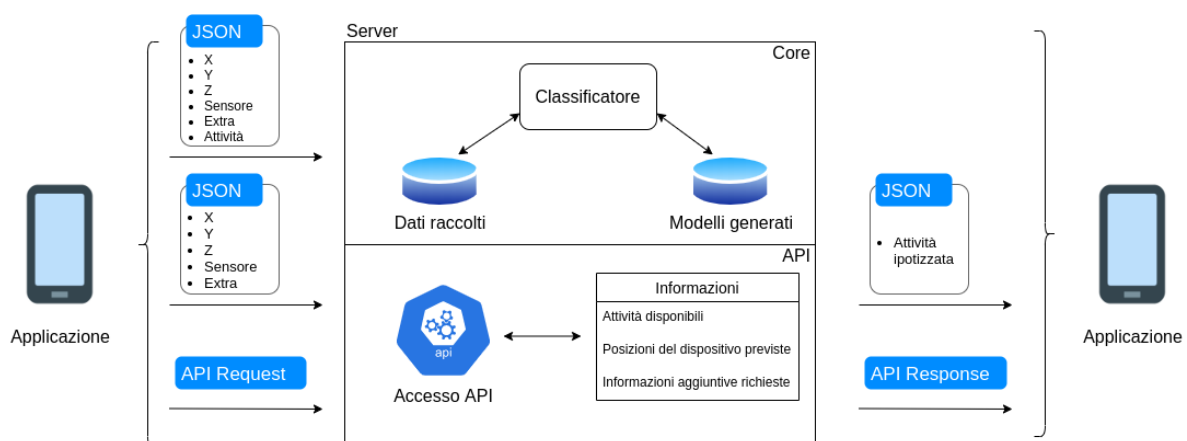 Server
Core
JSON
X
Y
Z
Sensore
Extra
Attività
Classificatore
Dati raccolti
Modelli generati
JSON
X
Y
Z
Sensore
Extra
JSON
Attività
ipotizzata
API
Informazioni
Attività disponibili
Posizioni del dispositivo previste
Informazioni aggiuntive richieste
api
Accesso API
Applicazione
Applicazione
API Request
API Response